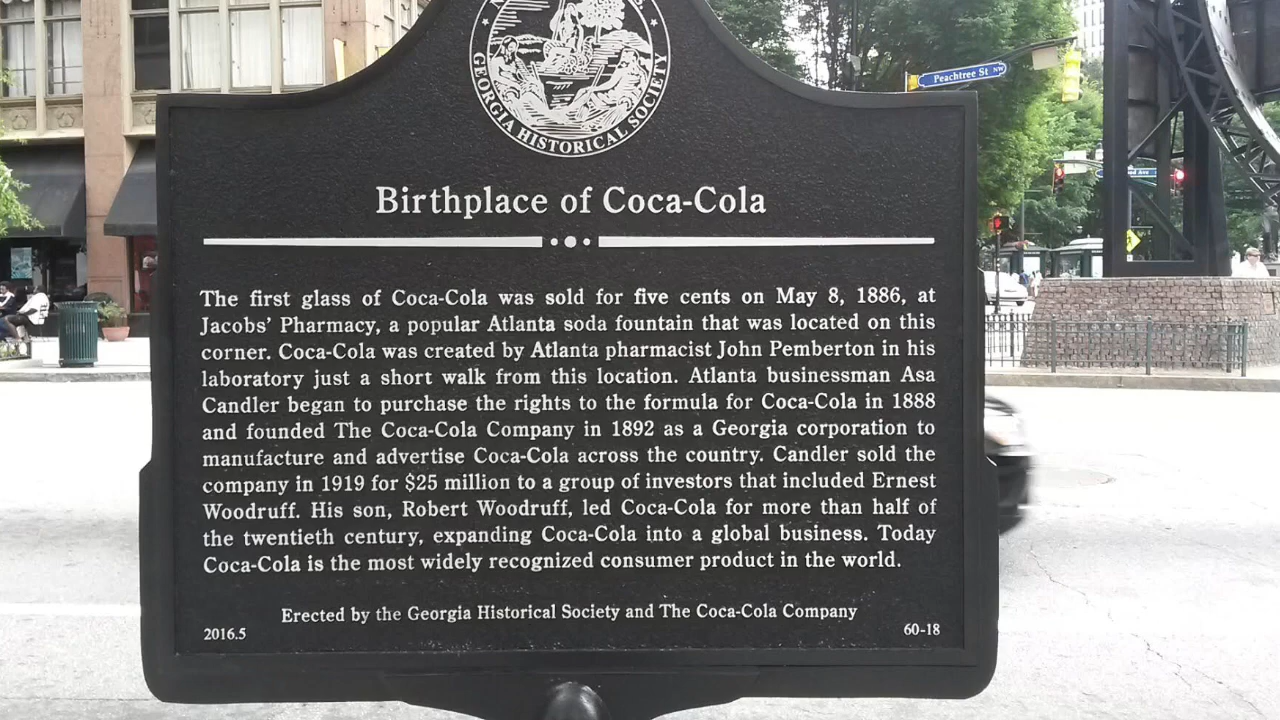 GEORGIA HISTORICAL SOCIETY
Peachtree St NW
Birthplace of Coca-Cola
The first glass of Coca-Cola was sold for five cents on May 8, 1886, at
Jacobs' Pharmacy, a popular Atlanta soda fountain that was located on this
corner. Coca-Cola was created by Atlanta pharmacist John Pemberton in his
laboratory just a short walk from this location. Atlanta businessman Asa
Candler began to purchase the rights to the formula for Coca-Cola in 1888
and founded The Coca-Cola Company in 1892 as a Georgia corporation to
manufacture and advertise Coca-Cola across the country. Candler sold the
company in 1919 for $25 million to a group of investors that included Ernest
Woodruff. His son, Robert Woodruff, led Coca-Cola for more than half of
the twentieth century, expanding Coca-Cola into a global business. Today
Coca-Cola is the most widely recognized consumer product in the world.
Erected by the Georgia Historical Society and The Coca-Cola Company
2016.5
60-18